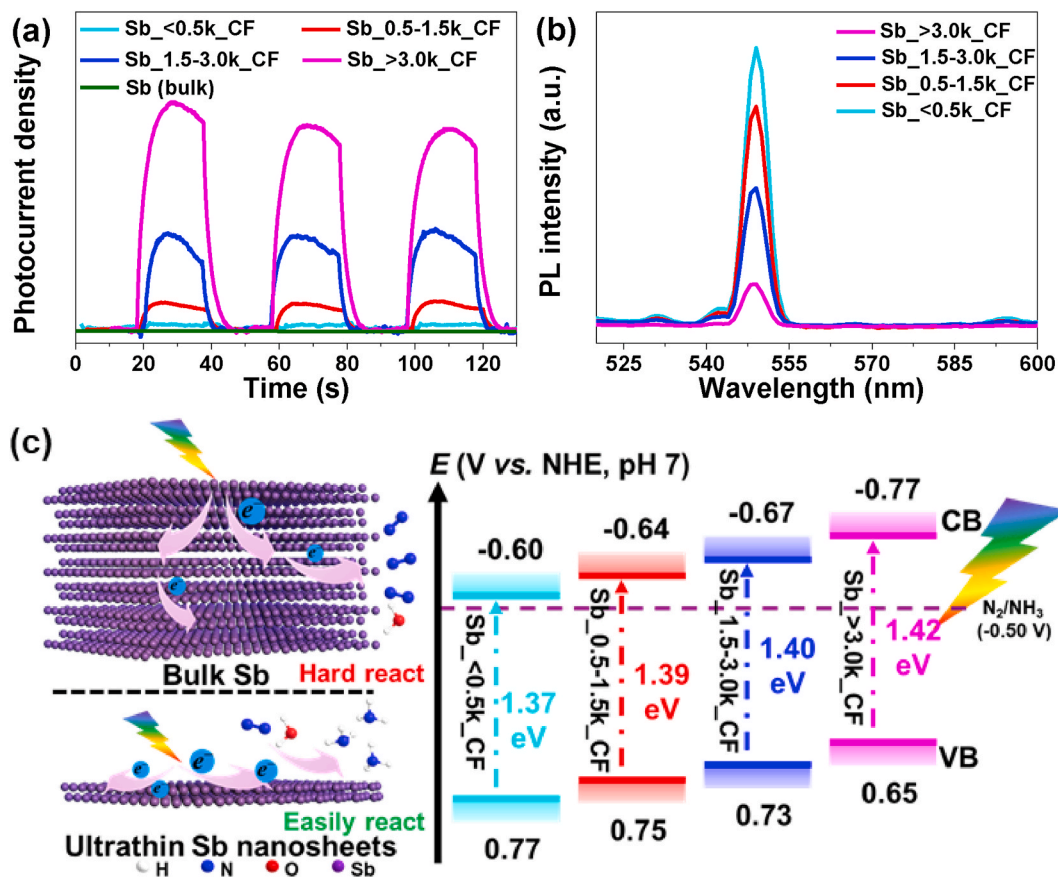 (a)
Sb_<0.5k_CF
Sb_0.5-1.5k_CF
Sb_1.5-3.0k_CF
Sb_>3.0k_CF
Sb (bulk)
Photocurrent density
0 20 40 60 80 100 120
Time (s)
(b)
Sb_>3.0k_CF
Sb_1.5-3.0k_CF
Sb_0.5-1.5k_CF
Sb_<0.5k_CF
PL intensity (a.u.)
525 540 555 570 585 600
Wavelength (nm)
(c)
e⁻
e⁻
e⁻
Bulk Sb
Hard react
e⁻
e⁻
e⁻
e⁻
Easily react
Ultrathin Sb nanosheets
H N O Sb
E (V vs. NHE, pH 7)
-0.60
-0.64
-0.67
-0.77
CB
Sb_<0.5k_CF
1.37
eV
Sb_0.5-1.5k_CF
1.39
eV
Sb_1.5-3.0k_CF
1.40
eV
Sb_>3.0k_CF
1.42
eV
N₂/NH₃
(-0.50 V)
VB
0.77
0.75
0.73
0.65